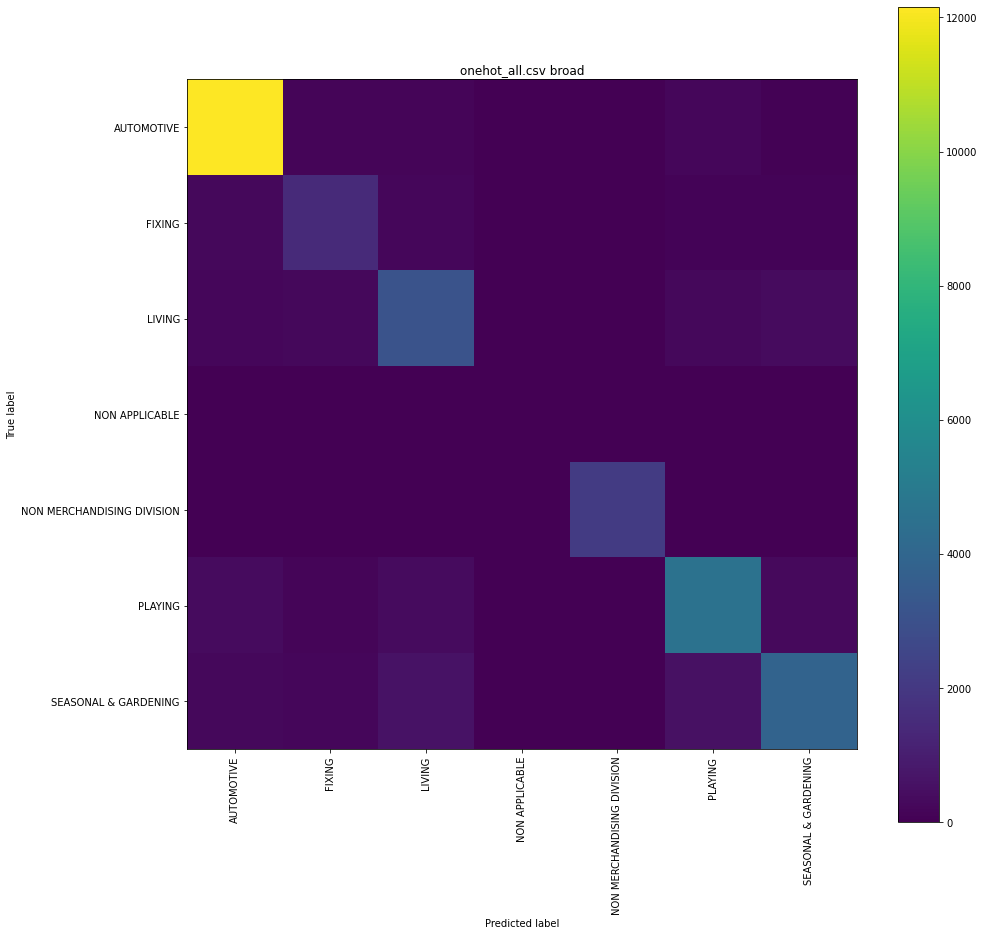 onehot_all.csv broad
AUTOMOTIVE
FIXING
LIVING
NON APPLICABLE
NON MERCHANDISING DIVISION
PLAYING
SEASONAL & GARDENING
True label
AUTOMOTIVE
FIXING
LIVING
NON APPLICABLE
NON MERCHANDISING DIVISION
PLAYING
SEASONAL & GARDENING
Predicted label
12000
10000
8000
6000
4000
2000
0